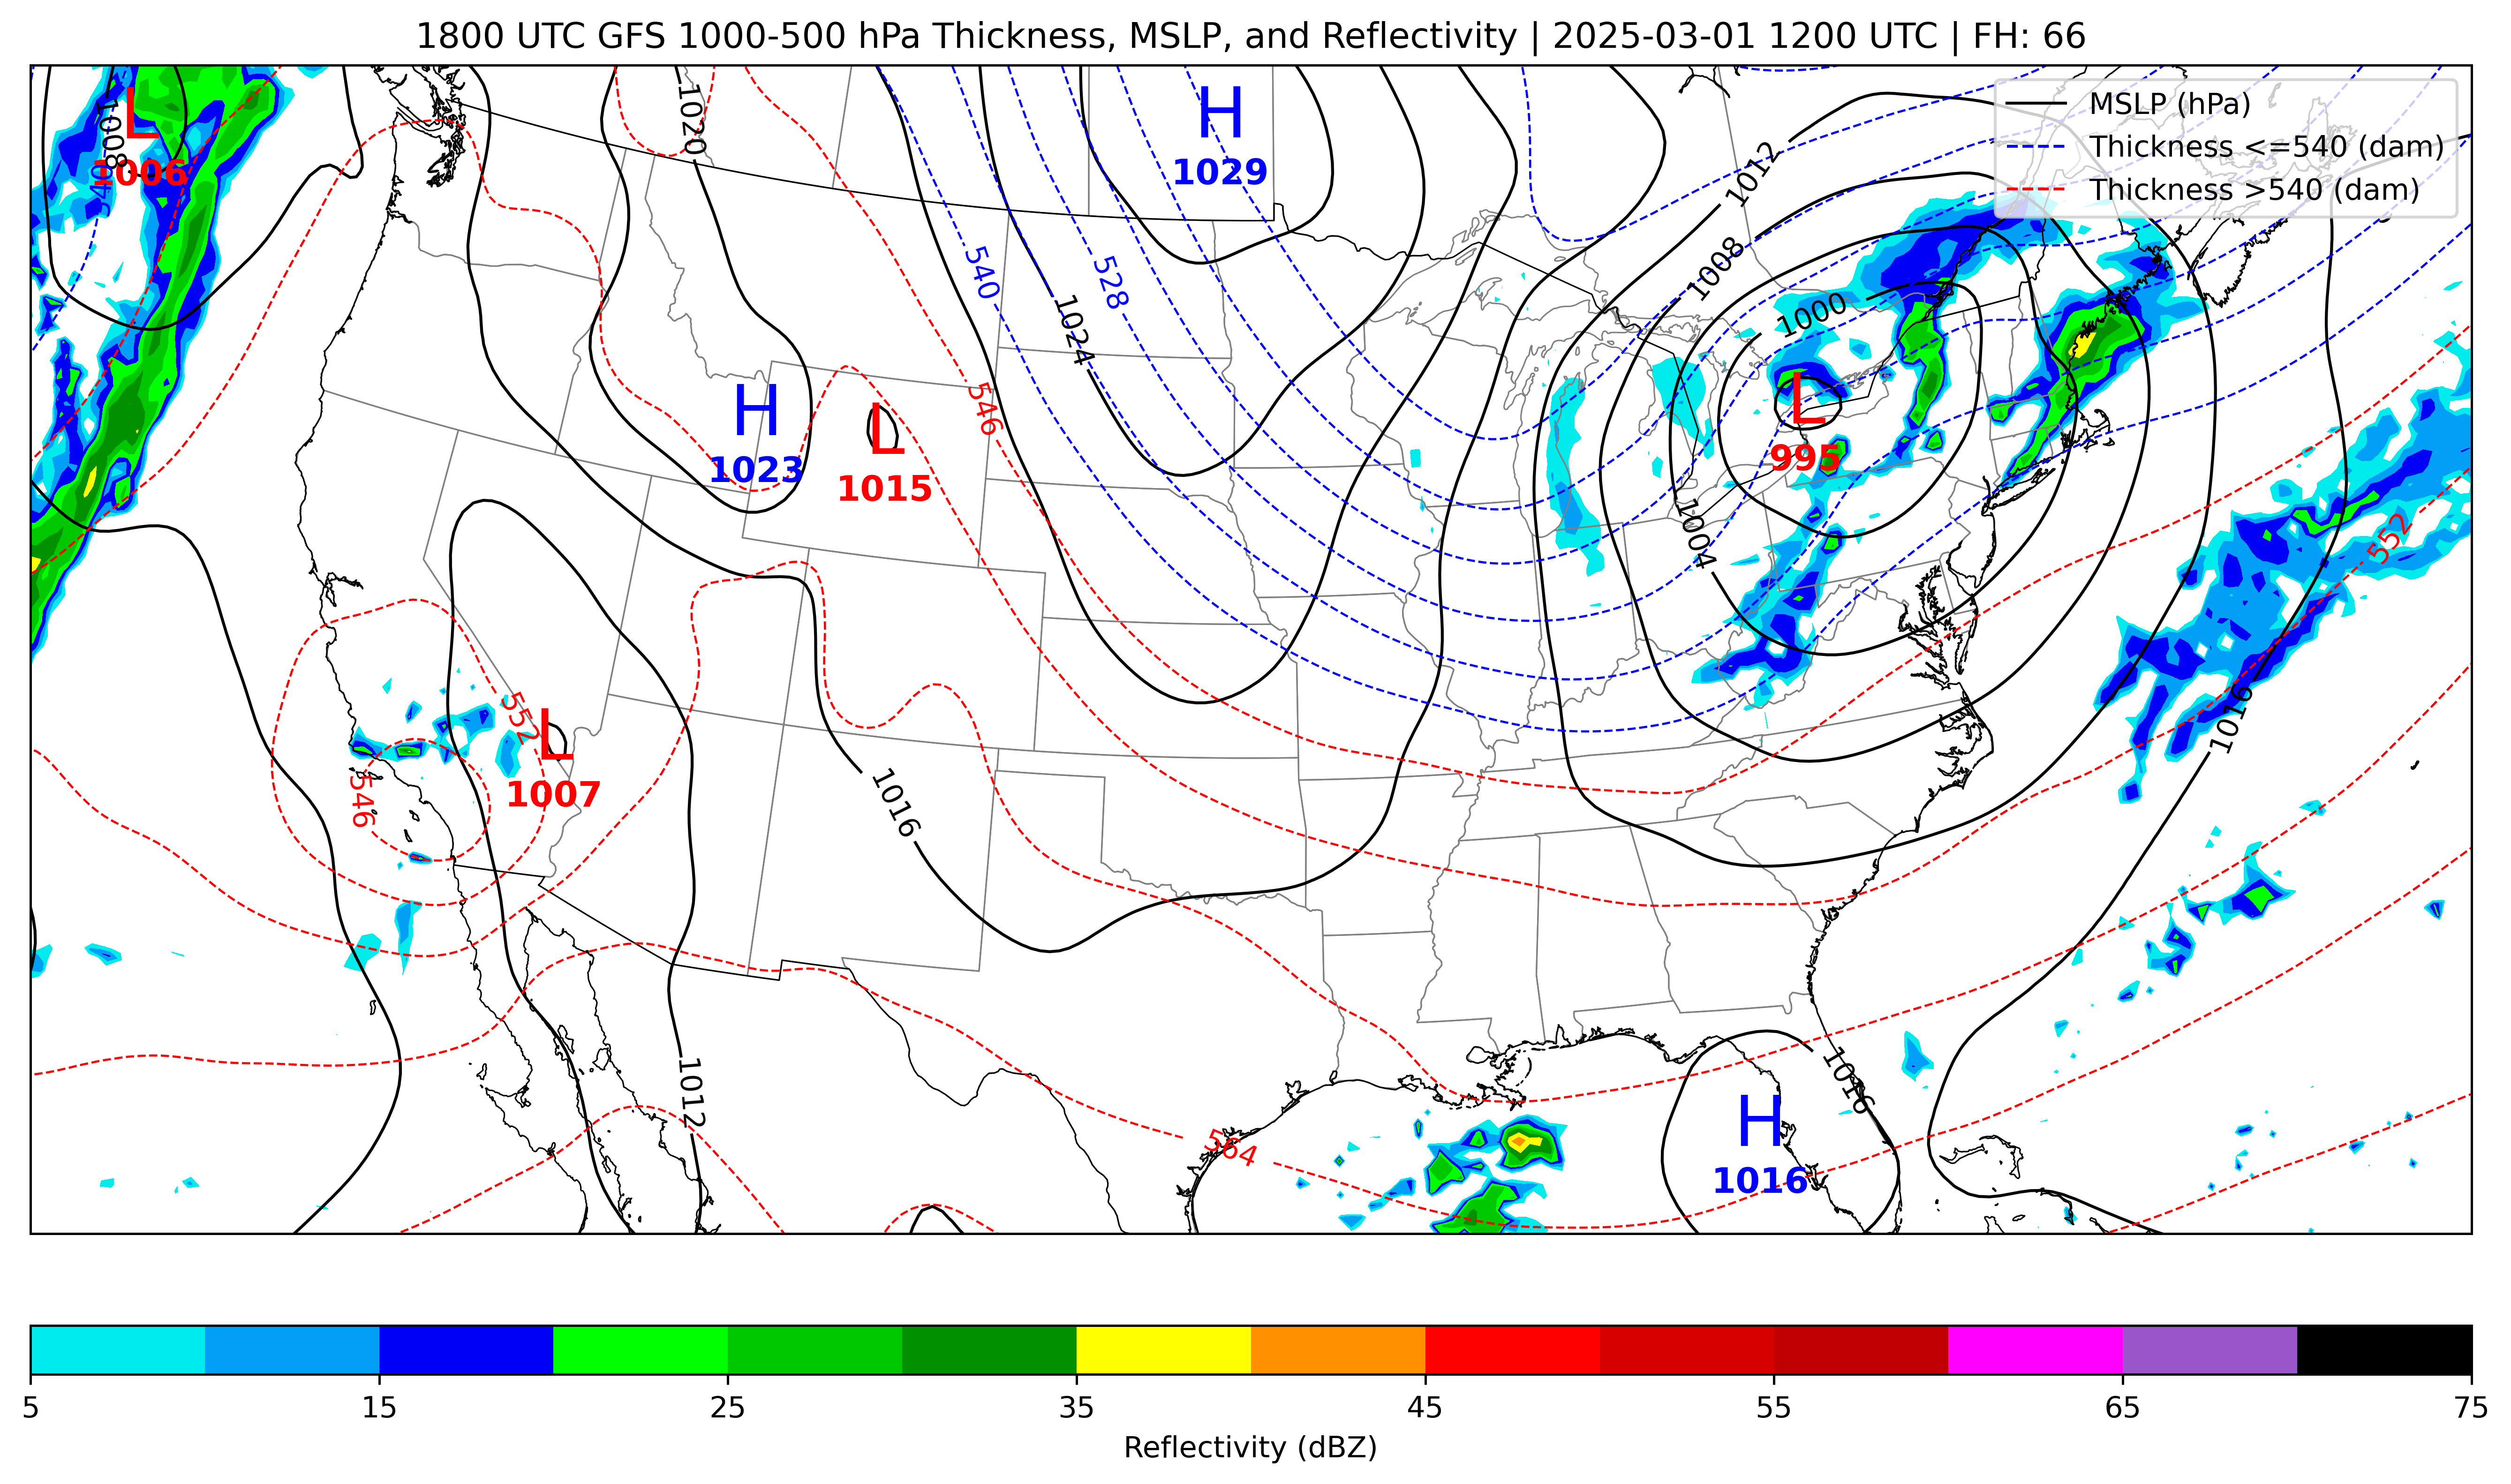 1800 UTC GFS 1000-500 hPa Thickness, MSLP, and Reflectivity | 2025-03-01 1200 UTC | FH: 66
MSLP (hPa)
Thickness <=540 (dam)
Thickness >540 (dam)
L
1006
1008
540
1020
H
1029
1012
1008
540
528
1024
1000
H
1023
L
1015
546
L
995
1004
552
552
L
1007
546
1016
1016
1012
564
H
1016
1016
5 15 25 35 45 55 65 75
Reflectivity (dBZ)